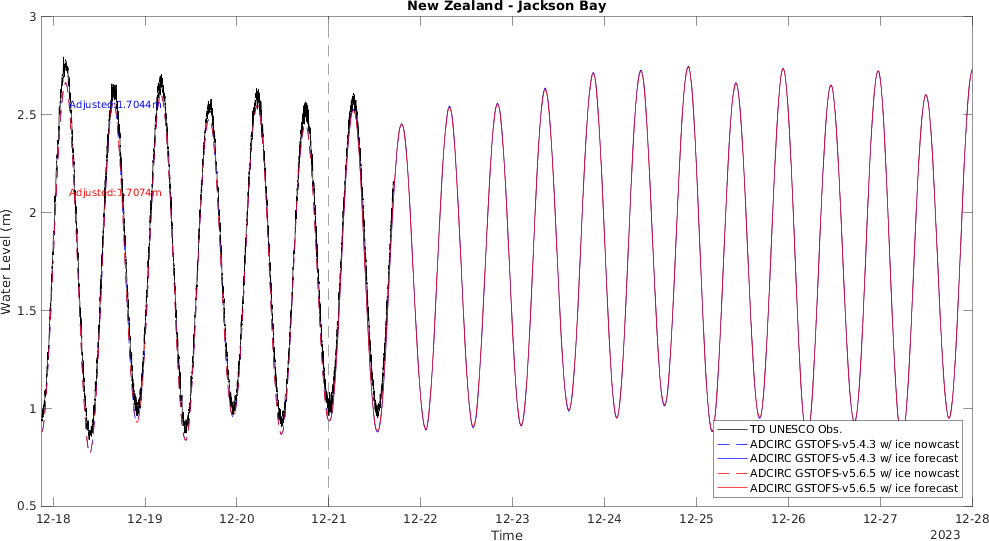 New Zealand - Jackson Bay
3
2.5
2
1.5
1
0.5
Water Level (m)
Adjusted:1.7044m
Adjusted:1.7074m
TD UNESCO Obs.
ADCIRC GSTOFS-v5.4.3 w/ ice nowcast
ADCIRC GSTOFS-v5.4.3 w/ ice forecast
ADCIRC GSTOFS-v5.6.5 w/ ice nowcast
ADCIRC GSTOFS-v5.6.5 w/ ice forecast
12-18 12-19 12-20 12-21 12-22 12-23 12-24 12-25 12-26 12-27 12-28
Time
2023